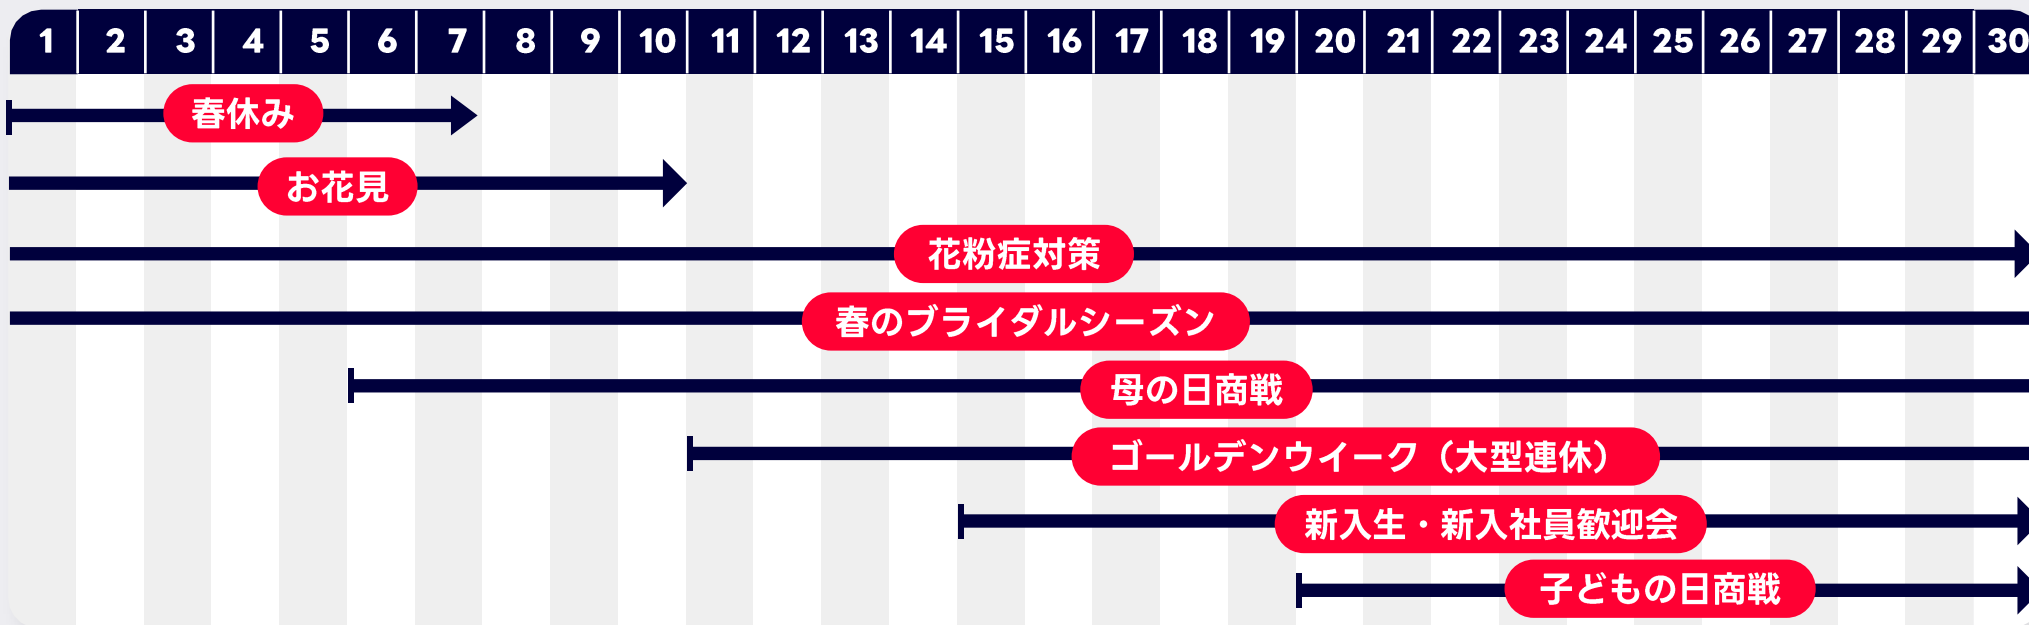 1 2 3 4 5 6 7 8 9 10 11 12 13 14 15 16 17 18 19 20 21 22 23 24 25 26 27 28 29 30
春休み
お花見
花粉症対策
春のブライダルシーズン
母の日商戦
ゴールデンウイーク（大型連休）
新入生・新入社員歓迎会
子どもの日商戦